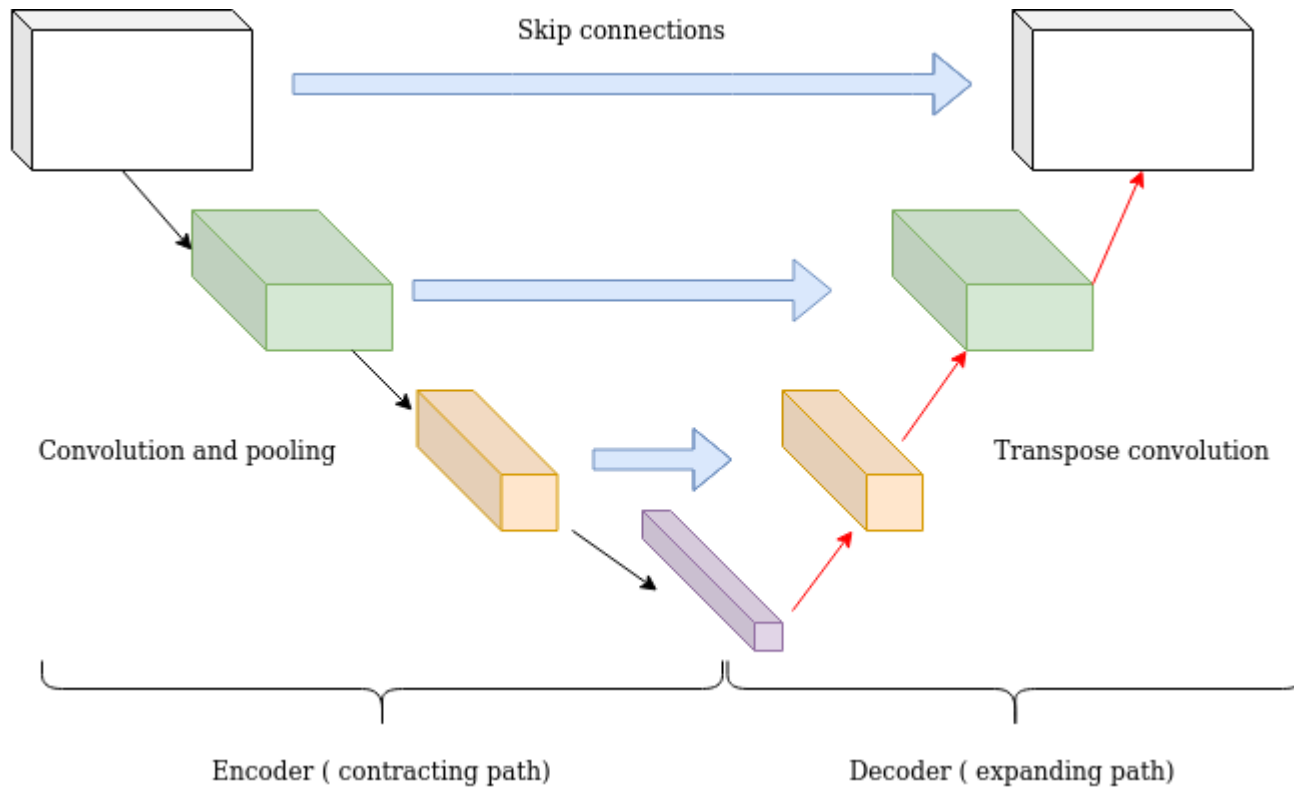 Skip connections
Convolution and pooling
Transpose convolution
Encoder ( contracting path)
Decoder ( expanding path)